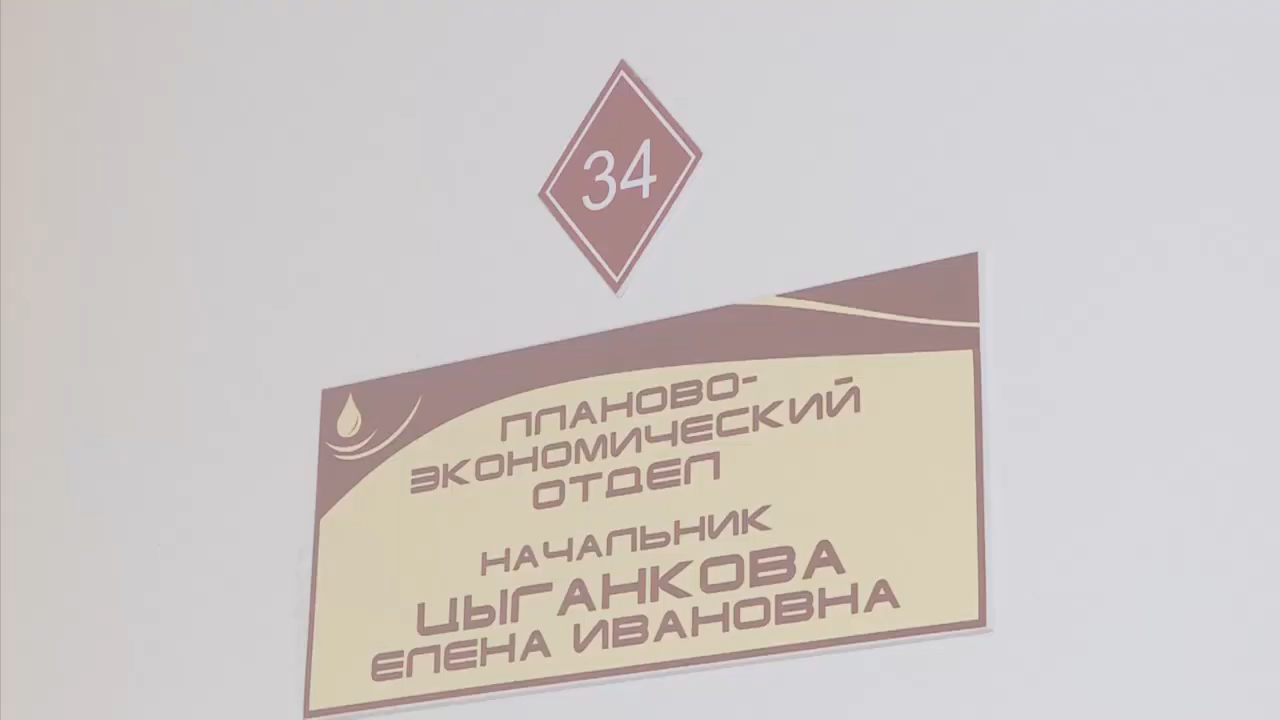 34
ПЛАНОВО-
ЭКОНОМИЧЕСКИЙ
ОТДЕЛ
НАЧАЛЬНИК
ЦЫГАНКОВА
ЕЛЕНА ИВАНОВНА